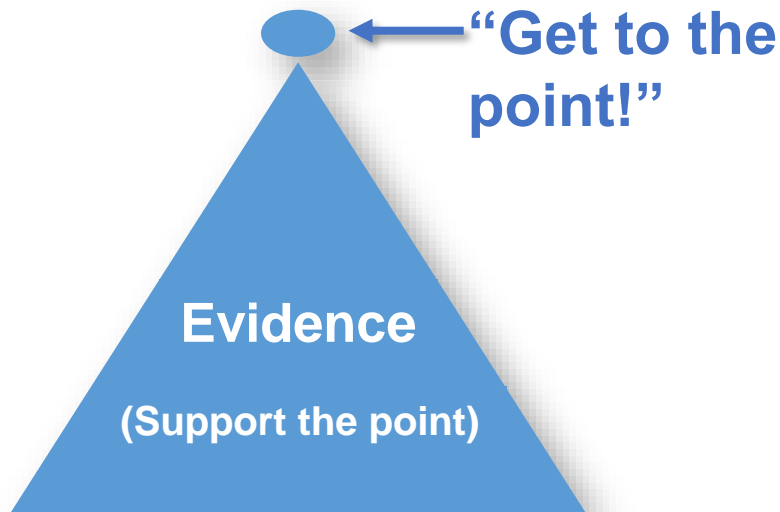 “Get to the
point!”
Evidence
(Support the point)